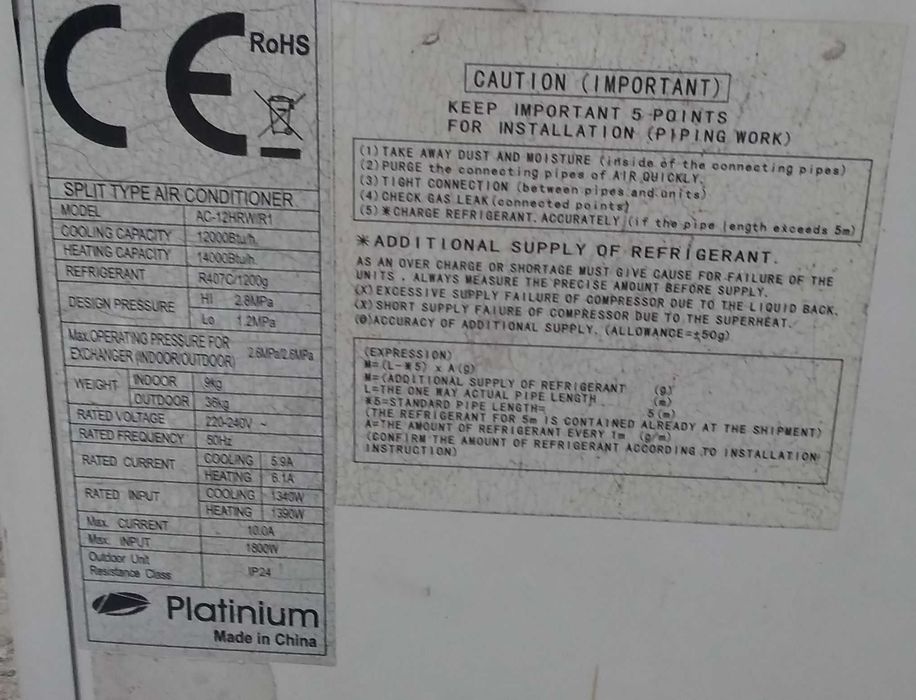 CE RoHS
SPLIT TYPE AIR CONDITIONER
MODEL AC-12HRW/R1
COOLING CAPACITY 12000Btu/h.
HEATING CAPACITY 14000Btu/h.
REFRIGERANT R407C/1200g
DESIGN PRESSURE HI 2.8MPa
Lo 1.2MPa
Max.OPERATING PRESSURE FOR
EXCHANGER (INDOOR/OUTDOOR) 2.6MPa/2.6MPa
WEIGHT INDOOR 9kg
OUTDOOR 36kg
RATED VOLTAGE 220-240V ~
RATED FREQUENCY 50Hz
RATED CURRENT COOLING 5.9A
HEATING 6.1A
RATED INPUT COOLING 1340W
HEATING 1390W
Max. CURRENT 10.0A
Max. INPUT 1800W
Outdoor Unit
Resistance Class IP24
Platinium
Made in China
CAUTION (IMPORTANT)
KEEP IMPORTANT 5 POINTS
FOR INSTALLATION (PIPING WORK)
(1) TAKE AWAY DUST AND MOISTURE (inside of the connecting pipes)
(2) PURGE the connecting pipes of AIR QUICKLY.
(3) TIGHT CONNECTION (between pipes and units)
(4) CHECK GAS LEAK (connected points)
(5) *CHARGE REFRIGERANT. ACCURATELY (if the pipe length exceeds 5m)
*ADDITIONAL SUPPLY OF REFRIGERANT.
AS AN OVER CHARGE OR SHORTAGE MUST GIVE CAUSE FOR FAILURE OF THE
UNITS , ALWAYS MEASURE THE PRECISE AMOUNT BEFORE SUPPLY.
(X) EXCESSIVE SUPPLY FAILURE OF COMPRESSOR DUE TO THE LIQUID BACK.
(X) SHORT SUPPLY FAIURE OF COMPRESSOR DUE TO THE SUPERHEAT.
(0) ACCURACY OF ADDITIONAL SUPPLY. (ALLOWANCE=±50g)
(EXPRESSION)
M=(L-*5) x A(g)
M=(ADDITIONAL SUPPLY OF REFRIGERANT (g)
L=THE ONE WAY ACTUAL PIPE LENGTH (m)
*5=STANDARD PIPE LENGTH= 5(m)
(THE REFRIGERANT FOR 5m IS CONTAINED ALREADY AT THE SHIPMENT)
A=THE AMOUNT OF REFRIGERANT EVERY 1m (g/m)
(CONFIRM THE AMOUNT OF REFRIGERANT ACCORDING TO INSTALLATION
INSTRUCTION)